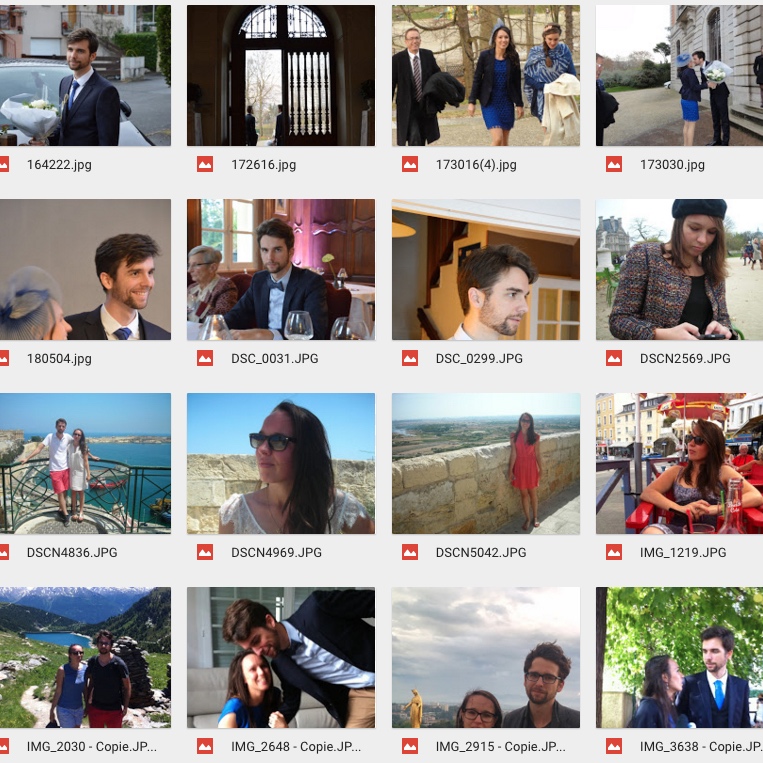 164222.jpg
172616.jpg
173016(4).jpg
173030.jpg
180504.jpg
DSC_0031.JPG
DSC_0299.JPG
DSCN2569.JPG
DSCN4836.JPG
DSCN4969.JPG
DSCN5042.JPG
IMG_1219.JPG
IMG_2030 - Copie.JP...
IMG_2648 - Copie.JP...
IMG_2915 - Copie.JP...
IMG_3638 - Copie.JP...